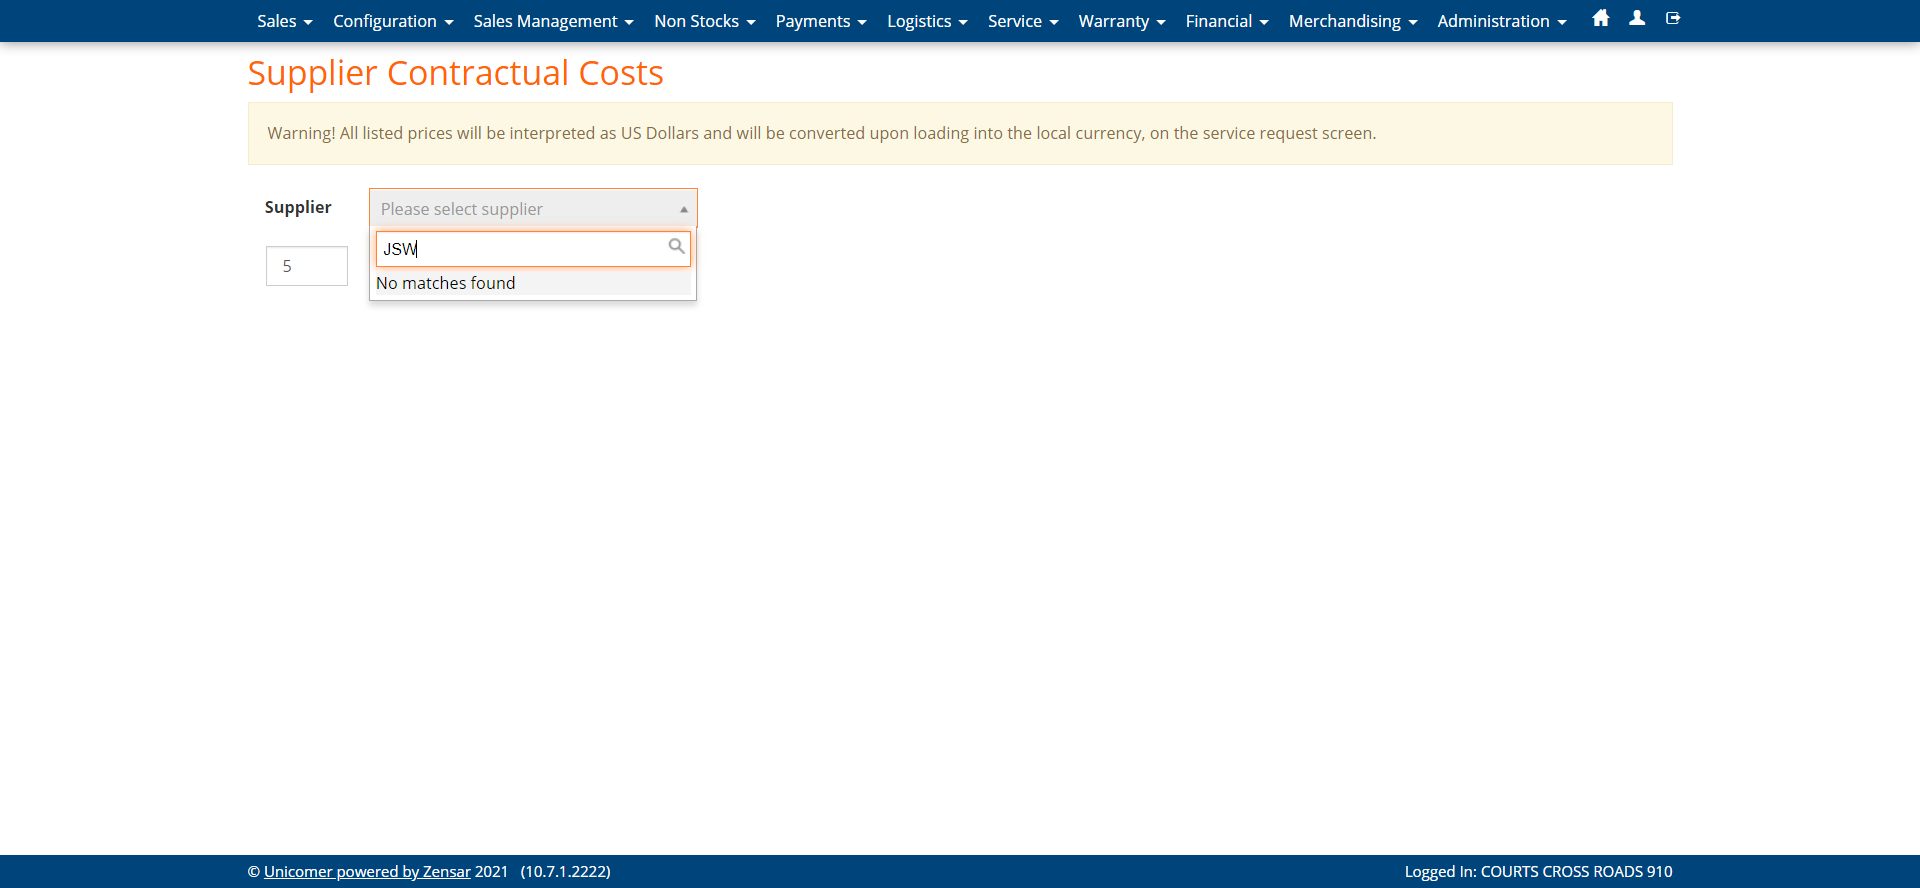 Sales Configuration Sales Management Non Stocks Payments Logistics Service Warranty Financial Merchandising Administration
Supplier Contractual Costs
Warning! All listed prices will be interpreted as US Dollars and will be converted upon loading into the local currency, on the service request screen.
Supplier Please select supplier
JSW
5
No matches found
© Unicomer powered by Zensar 2021 (10.7.1.2222) Logged In: COURTS CROSS ROADS 910